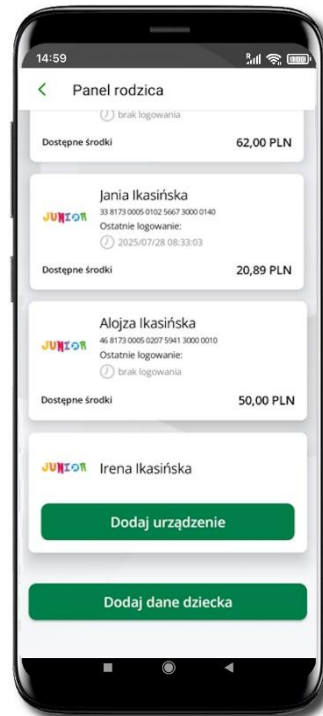 14:59
Panel rodzica
brak logowania
Dostępne środki 62,00 PLN
JUNIOR
Jania Ikasińska
33 8173 0005 0102 5667 3000 0140
Ostatnie logowanie:
2025/07/28 08:33:03
Dostępne środki 20,89 PLN
JUNIOR
Alojza Ikasińska
46 8173 0005 0207 5941 3000 0010
Ostatnie logowanie:
brak logowania
Dostępne środki 50,00 PLN
JUNIOR Irena Ikasińska
Dodaj urządzenie
Dodaj dane dziecka